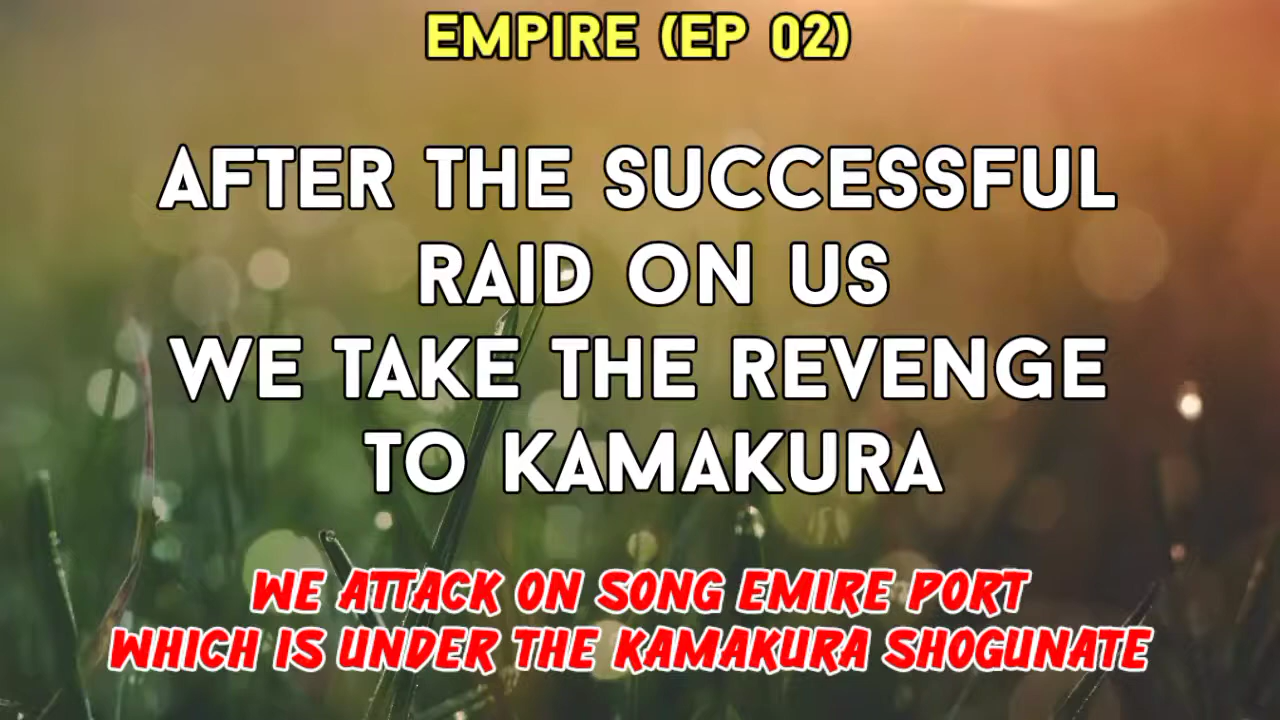 EMPIRE (EP 02)
AFTER THE SUCCESSFUL
RAID ON US
WE TAKE THE REVENGE
TO KAMAKURA
WE ATTACK ON SONG EMIRE PORT
WHICH IS UNDER THE KAMAKURA SHOGUNATE